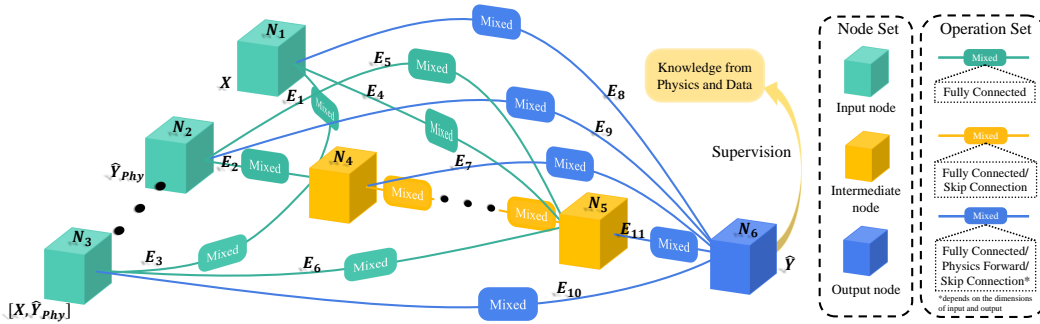 N1
X
N2
ŶPhy
N3
[X,ŶPhy]
N4
N5
N6
Ŷ
E1
E2
E3
E4
E5
E6
E7
E8
E9
E10
E11
Mixed
Mixed
Mixed
Mixed
Mixed
Mixed
Mixed
Mixed
Mixed
Mixed
Mixed
Mixed
Mixed
Knowledge from
Physics and Data
Supervision
Node Set
Input node
Intermediate
node
Output node
Operation Set
Mixed
Fully Connected
Mixed
Fully Connected/
Skip Connection
Mixed
Fully Connected/
Physics Forward/
Skip Connection*
*depends on the dimensions
of input and output